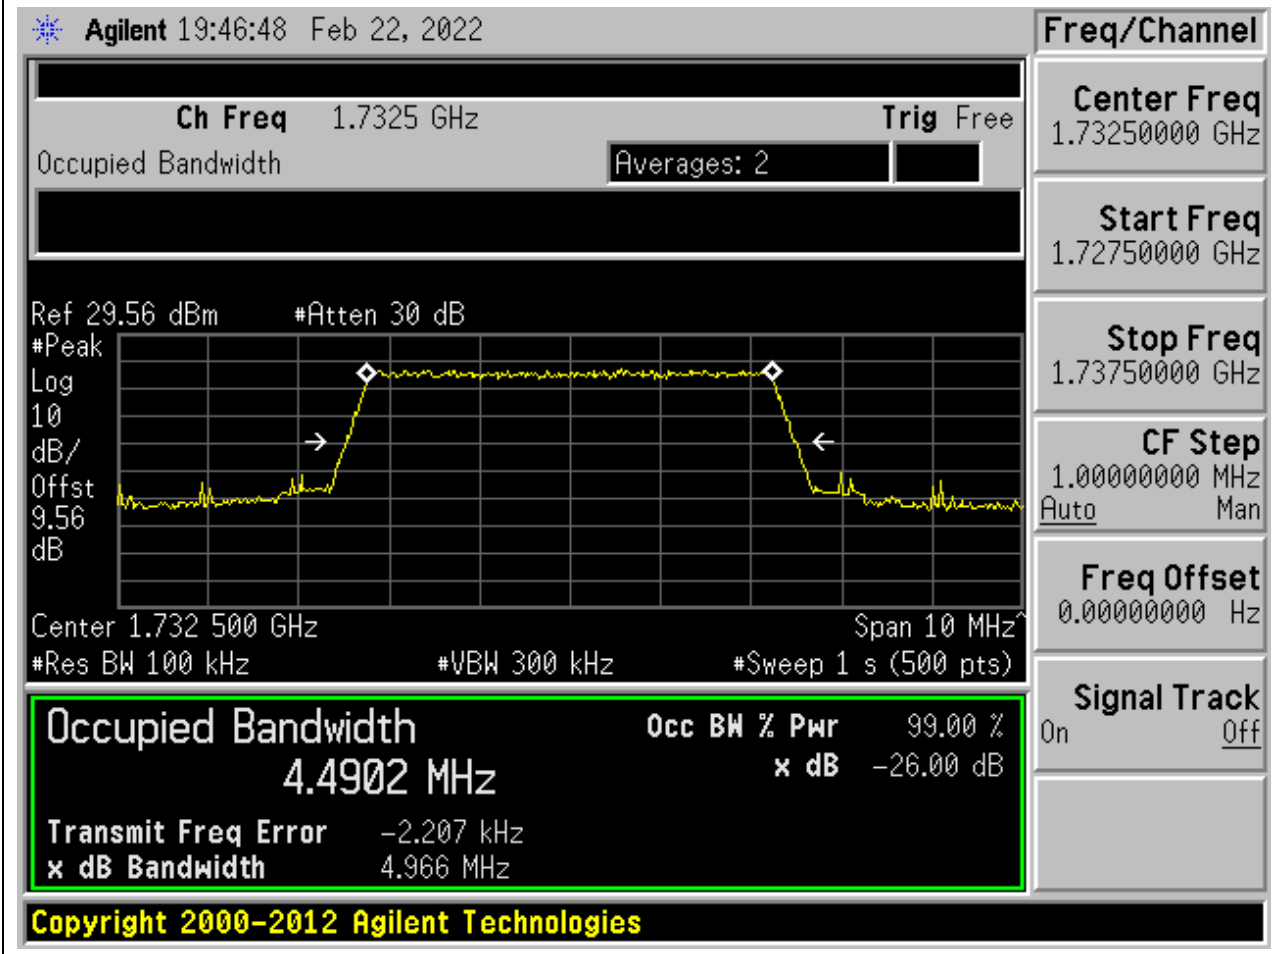 Agilent 19:46:48 Feb 22, 2022
Freq/Channel
Ch Freq 1.7325 GHz Trig Free
Occupied Bandwidth Averages: 2
Center Freq
1.73250000 GHz
Start Freq
1.72750000 GHz
Stop Freq
1.73750000 GHz
CF Step
1.00000000 MHz
Auto Man
Freq Offset
0.00000000 Hz
Signal Track
On Off
Ref 29.56 dBm #Atten 30 dB
#Peak
Log
10
dB/
Offst
9.56
dB
Center 1.732 500 GHz Span 10 MHz^
#Res BW 100 kHz #VBW 300 kHz #Sweep 1 s (500 pts)
Occupied Bandwidth Occ BW % Pwr 99.00 %
4.4902 MHz x dB -26.00 dB
Transmit Freq Error -2.207 kHz
x dB Bandwidth 4.966 MHz
Copyright 2000-2012 Agilent Technologies